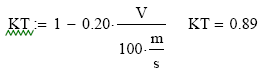 KT := 1 − 0.20·V/(100·m/s) KT = 0.89